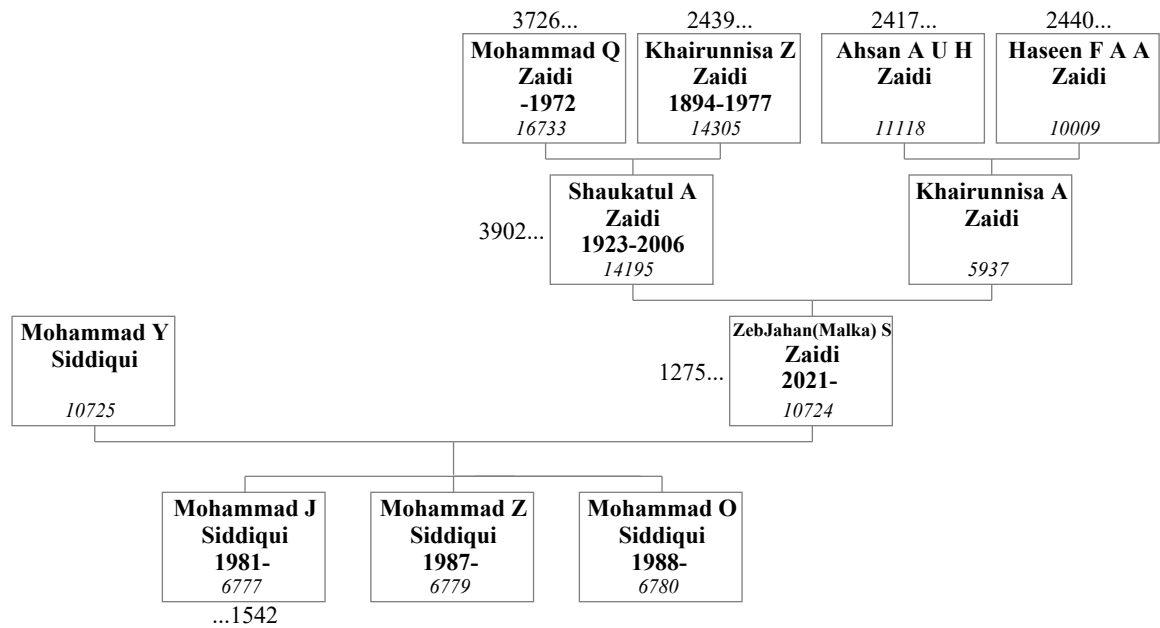 3726...
2439...
2417...
2440...
Mohammad Q
Zaidi
-1972
16733
Khairunnisa Z
Zaidi
1894-1977
14305
Ahsan A U H
Zaidi
11118
Haseen F A A
Zaidi
10009
3902...
Shaukatul A
Zaidi
1923-2006
14195
Khairunnisa A
Zaidi
5937
Mohammad Y
Siddiqui
10725
1275...
ZebJahan(Malka) S
Zaidi
2021-
10724
Mohammad J
Siddiqui
1981-
6777
...1542
Mohammad Z
Siddiqui
1987-
6779
Mohammad O
Siddiqui
1988-
6780